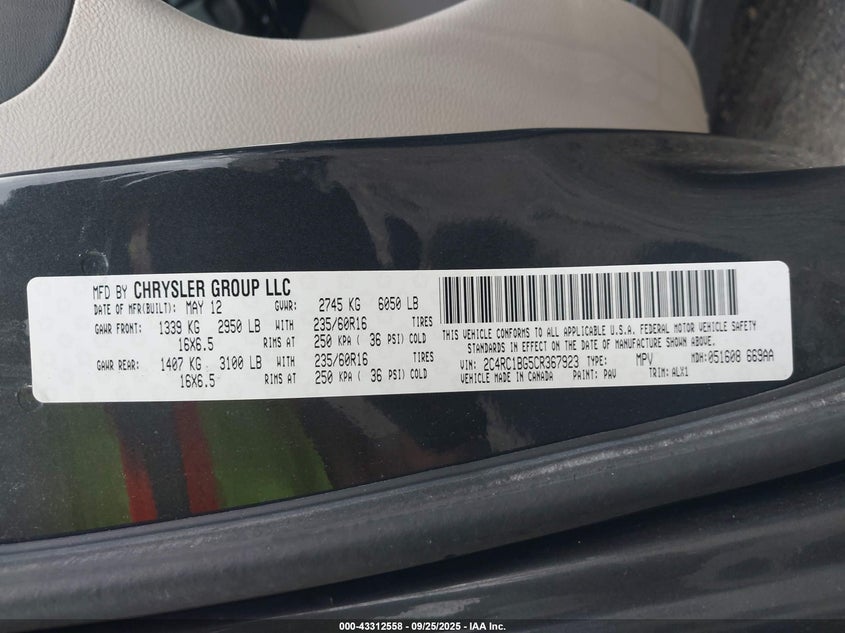 MFD BY CHRYSLER GROUP LLC
DATE OF MFR(BUILT): MAY 12 GVWR: 2745 KG 6050 LB
GAWR FRONT: 1339 KG 2950 LB WITH 235/60R16 TIRES
16X6.5 RIMS AT 250 KPA ( 36 PSI) COLD
GAWR REAR: 1407 KG 3100 LB WITH 235/60R16 TIRES
16X6.5 RIMS AT 250 KPA ( 36 PSI) COLD
THIS VEHICLE CONFORMS TO ALL APPLICABLE U.S.A. FEDERAL MOTOR VEHICLE SAFETY
STANDARDS IN EFFECT ON THE DATE OF MANUFACTURE SHOWN ABOVE.
VIN: 2C4RC1BG5CR367923 TYPE: MPV MDH:051608 669AA
VEHICLE MADE IN CANADA PAINT: PAV TRIM: ALX1
000-43312558 - 09/25/2025 - IAA Inc.